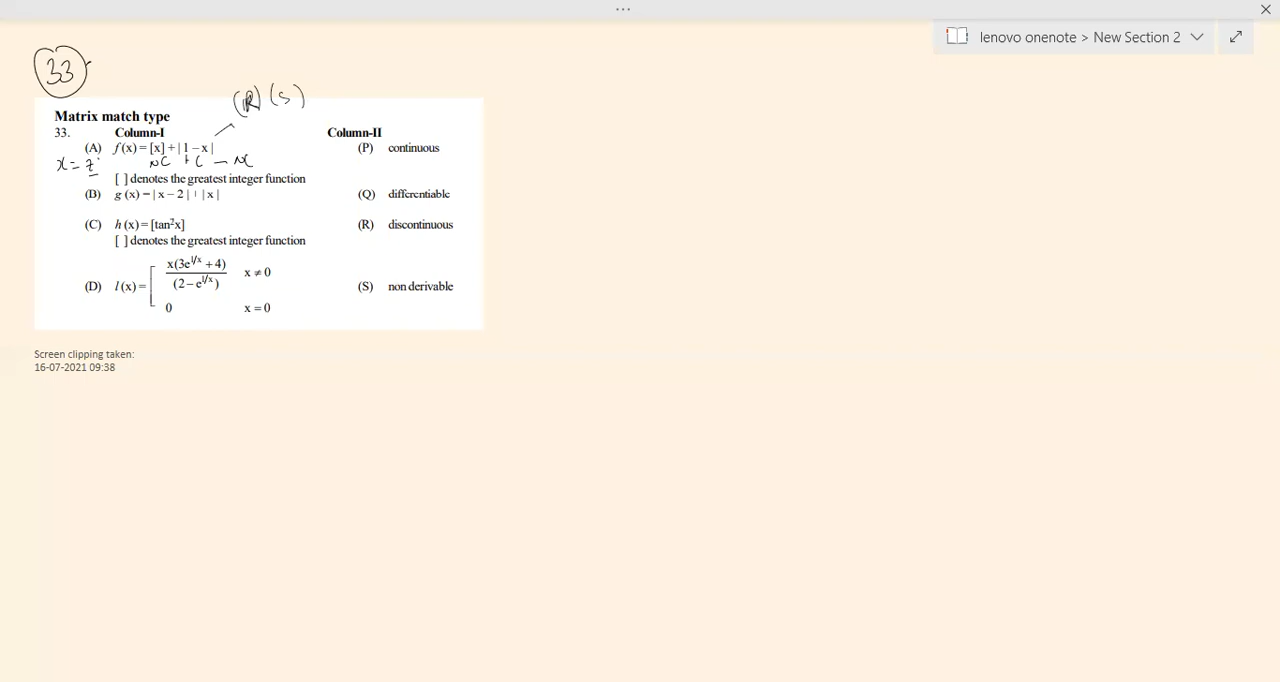 ...
lenovo onenote > New Section 2
33
(R) (S)
Matrix match type
33. Column-I Column-II
(A) f(x) = [x] + | 1 – x | (P) continuous
x = z NC + C – NC
[ ] denotes the greatest integer function
(B) g (x) = | x – 2 | + | x | (Q) differentiable
(C) h (x) = [tan²x] (R) discontinuous
[ ] denotes the greatest integer function
x(3e^1/x + 4) x ≠ 0
(D) l (x) = (2 – e^1/x) (S) non derivable
0 x = 0
Screen clipping taken:
16-07-2021 09:38